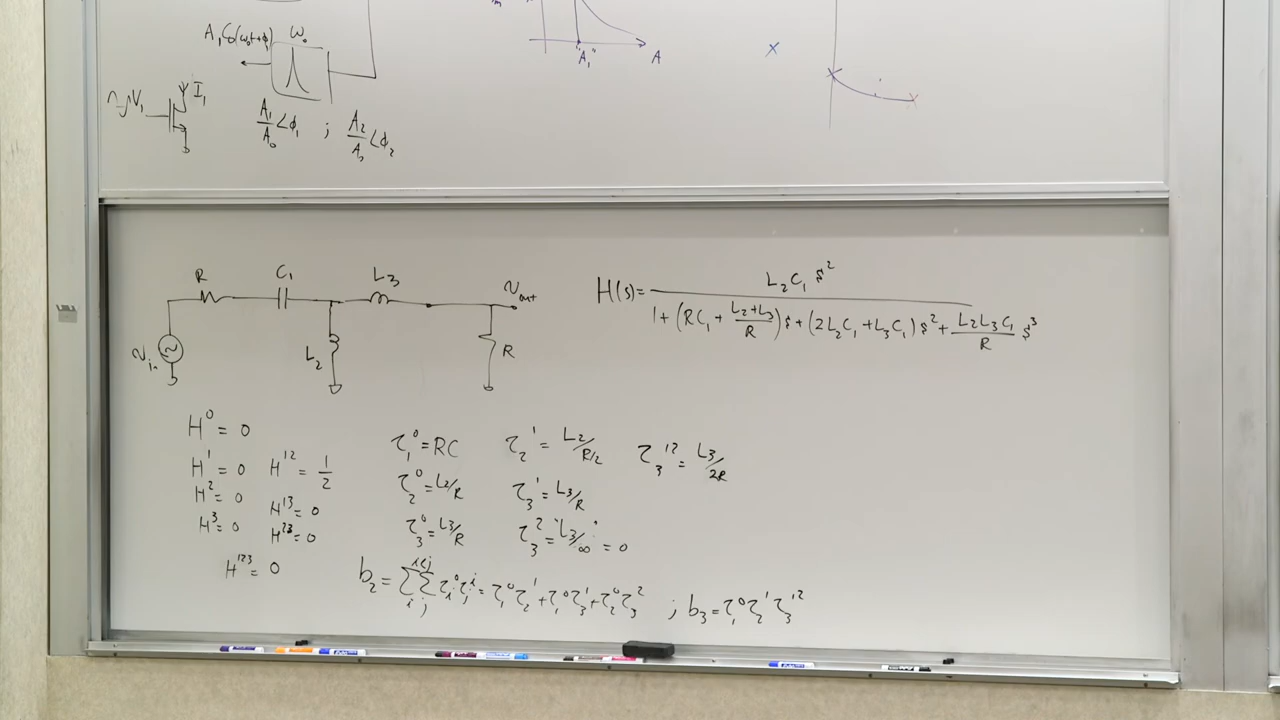 A₁ cos(ω₀t+ϕ₁) ω₀
"A₁" A
V₁ I₁
A₁/A₀ ∠ϕ₁ ; A₂/A₀ ∠ϕ₂
R C₁ L₃ v_out
v_in L₂ R
H(s) = L₂C₁s² / (1 + (RC₁ + (L₂+L₃)/R)s + (2L₂C₁+L₃C₁)s² + (L₂L₃C₁/R)s³)
H⁰ = 0
H¹ = 0 H¹² = 1/2
H² = 0 H¹³ = 0
H³ = 0 H²³ = 0
H¹²³ = 0
τ₁⁰ = RC τ₂¹ = L₂/R/2 τ₃¹² = L₃/2R
τ₂⁰ = L₂/R τ₃¹ = L₃/R
τ₃⁰ = L₃/R τ₃² = "L₃/∞" = 0
b₂ = Σᵢ Σⱼ^{i<j} τᵢ⁰τⱼⁱ = τ₁⁰τ₂¹ + τ₁⁰τ₃¹ + τ₂⁰τ₃² ; b₃ = τ₁⁰τ₂¹τ₃¹²